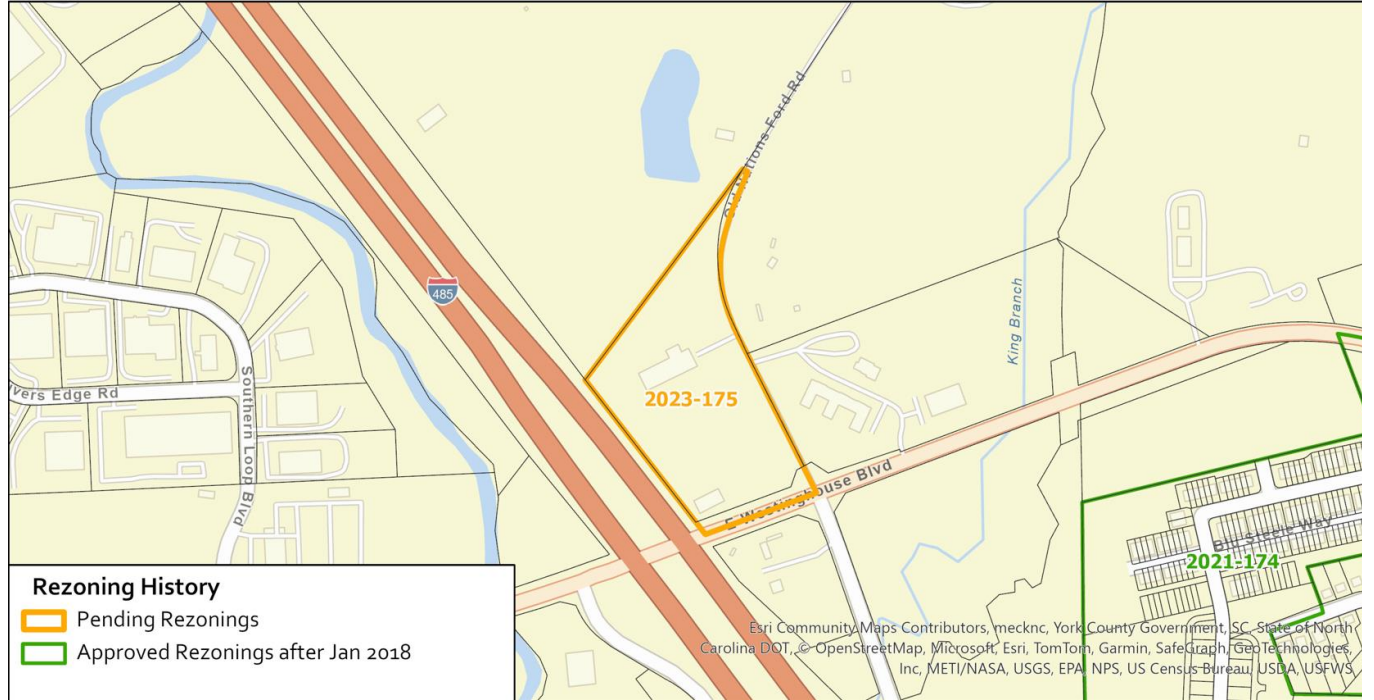 Old Nations Ford Rd
485
King Branch
2023-175
vers Edge Rd
Southern Loop Blvd
E Westinghouse Blvd
Bill Steele Way
2021-174
Rezoning History
Pending Rezonings
Approved Rezonings after Jan 2018
Esri Community Maps Contributors, mecknc, York County Government, SC, State of North
Carolina DOT, © OpenStreetMap, Microsoft, Esri, TomTom, Garmin, SafeGraph, GeoTechnologies,
Inc, METI/NASA, USGS, EPA, NPS, US Census Bureau, USDA, USFWS